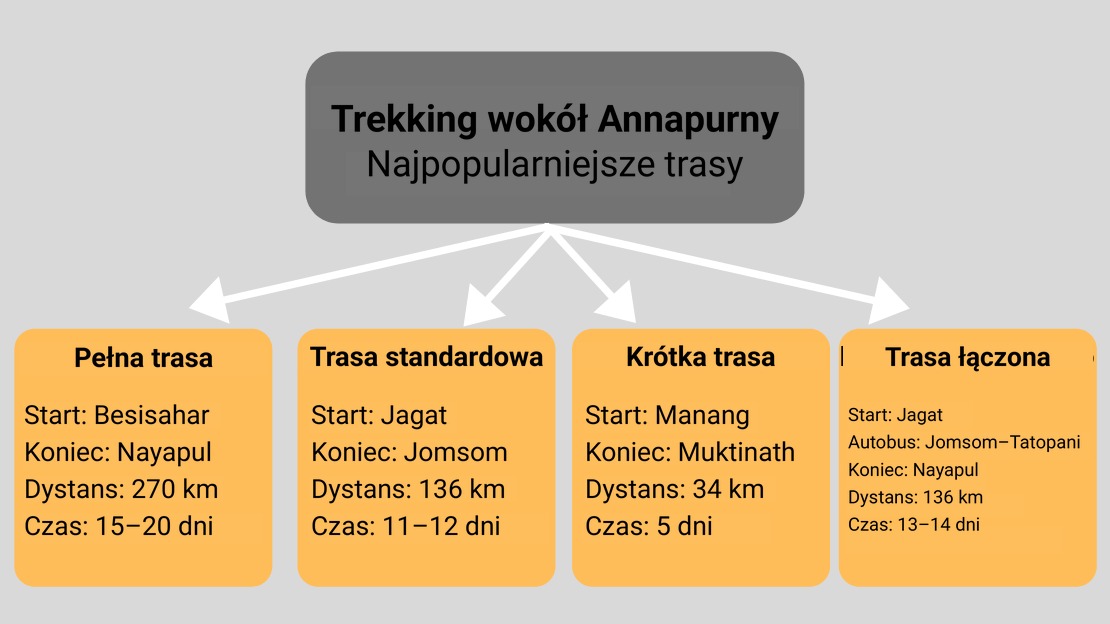 Trekking wokół Annapurny
Najpopularniejsze trasy
Pełna trasa
Start: Besisahar
Koniec: Nayapul
Dystans: 270 km
Czas: 15–20 dni
Trasa standardowa
Start: Jagat
Koniec: Jomsom
Dystans: 136 km
Czas: 11–12 dni
Krótka trasa
Start: Manang
Koniec: Muktinath
Dystans: 34 km
Czas: 5 dni
Trasa łączona
Start: Jagat
Autobus: Jomsom–Tatopani
Koniec: Nayapul
Dystans: 136 km
Czas: 13–14 dni